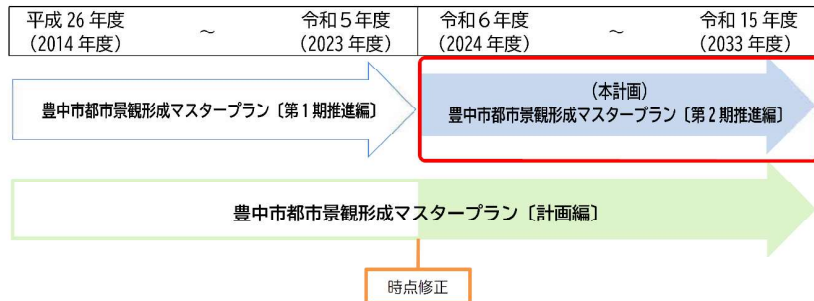 平成 26 年度 ～ 令和５年度 令和６年度 ～ 令和 15 年度
(2014 年度) (2023 年度) (2024 年度) (2033 年度)
豊中市都市景観形成マスタープラン〔第１期推進編〕
(本計画)
豊中市都市景観形成マスタープラン〔第２期推進編〕
豊中市都市景観形成マスタープラン〔計画編〕
時点修正